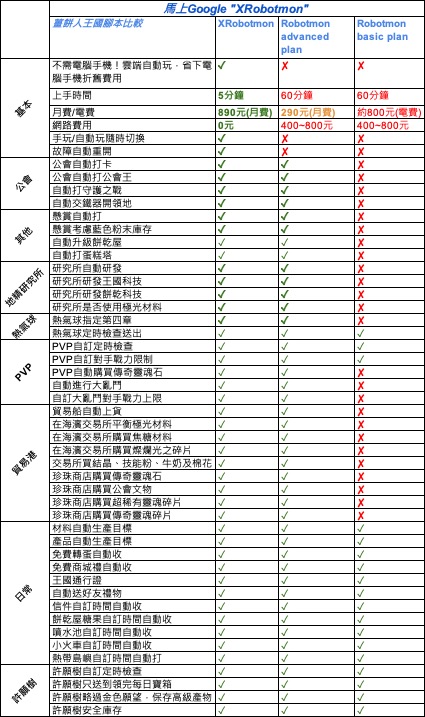 馬上Google "XRobotmon"
薑餅人王國腳本比較 XRobotmon Robotmon advanced plan Robotmon basic plan
基本
不需電腦手機！雲端自動玩，省下電腦手機折舊費用 ✓ ✗ ✗
上手時間 5分鐘 60分鐘 60分鐘
月費/電費 890元(月費) 290元(月費) 約800元(電費)
網路費用 0元 400~800元 400~800元
手玩/自動玩隨時切換 ✓ ✗ ✗
故障自動重開 ✓ ✗ ✗
公會
公會自動打卡 ✓ ✓ ✗
公會自動打公會王 ✓ ✓ ✗
自動打守護之戰 ✓ ✓ ✗
自動交鐵器開領地 ✓ ✓ ✗
其他
懸賞自動打 ✓ ✓ ✗
懸賞考慮藍色粉末庫存 ✓ ✓ ✗
自動升級餅乾屋 ✓ ✓ ✗
自動打蛋糕塔 ✓ ✓ ✗
地精研究所
研究所自動研發 ✓ ✓ ✗
研究所研發王國科技 ✓ ✓ ✗
研究所研發餅乾科技 ✓ ✓ ✗
研究所是否使用極光材料 ✓ ✓ ✗
熱氣球
熱氣球指定第四章 ✓ ✓ ✗
熱氣球定時檢查送出 ✓ ✓ ✓
PVP
PVP自訂定時檢查 ✓ ✓ ✓
PVP自訂對手戰力限制 ✓ ✓ ✓
PVP自動購買傳奇靈魂石 ✓ ✓ ✗
自動進行大亂鬥 ✓ ✓ ✗
自訂大亂鬥對手戰力上限 ✓ ✓ ✗
貿易港
貿易船自動上貨 ✓ ✓ ✗
在海濱交易所平衡極光材料 ✓ ✓ ✗
在海濱交易所購買焦糖材料 ✓ ✓ ✗
在海濱交易所購買燦爛光之碎片 ✓ ✓ ✗
交易所買結晶、技能粉、牛奶及棉花 ✓ ✓ ✗
珍珠商店購買傳奇靈魂石 ✓ ✓ ✗
珍珠商店購買公會文物 ✓ ✓ ✗
珍珠商店購買超稀有靈魂碎片 ✓ ✓ ✗
珍珠商店購買傳奇靈魂碎片 ✓ ✓ ✗
日常
材料自動生產目標 ✓ ✓ ✓
產品自動生產目標 ✓ ✓ ✓
免費轉蛋自動收 ✓ ✓ ✓
免費商城禮自動收 ✓ ✓ ✓
王國通行證 ✓ ✓ ✓
自動送好友禮物 ✓ ✓ ✓
信件自訂時間自動收 ✓ ✓ ✓
餅乾屋糖果自訂時間自動收 ✓ ✓ ✓
噴水池自訂時間自動收 ✓ ✓ ✓
小火車自訂時間自動收 ✓ ✓ ✓
熱帶島嶼自訂時間自動打 ✓ ✓ ✓
許願樹
許願樹自訂定時檢查 ✓ ✓ ✓
許願樹只送到領完每日寶箱 ✓ ✓ ✓
許願樹略過金色願望，保存高級產物 ✓ ✓ ✓
許願樹安全庫存 ✓ ✓ ✓